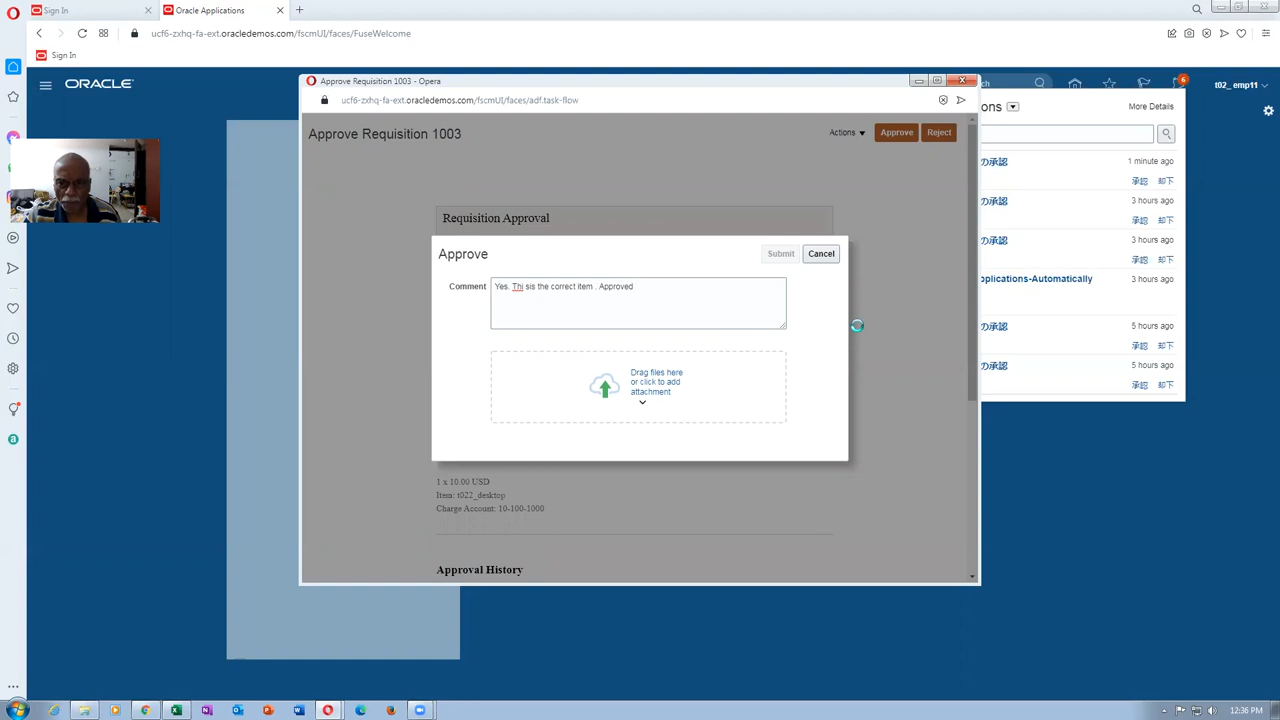 Sign In
Oracle Applications
ucf6-zxhq-fa-ext.oracledemos.com/fscmUI/faces/FuseWelcome
Sign In
ORACLE
ch
6
t02_ emp11
Approve Requisition 1003 - Opera
ucf6-zxhq-fa-ext.oracledemos.com/fscmUI/faces/adf.task-flow
Approve Requisition 1003
Actions
Approve
Reject
ons
More Details
の承認
1 minute ago
承認 却下
の承認
3 hours ago
承認 却下
の承認
3 hours ago
承認 却下
pplications-Automatically
3 hours ago
の承認
5 hours ago
承認 却下
の承認
5 hours ago
承認 却下
Requisition Approval
Approve
Submit
Cancel
Comment
Yes. Thi sis the correct item . Approved
Drag files here
or click to add
attachment
1 x 10.00 USD
Item: t022_desktop
Charge Account: 10-100-1000
Approval History
12:36 PM